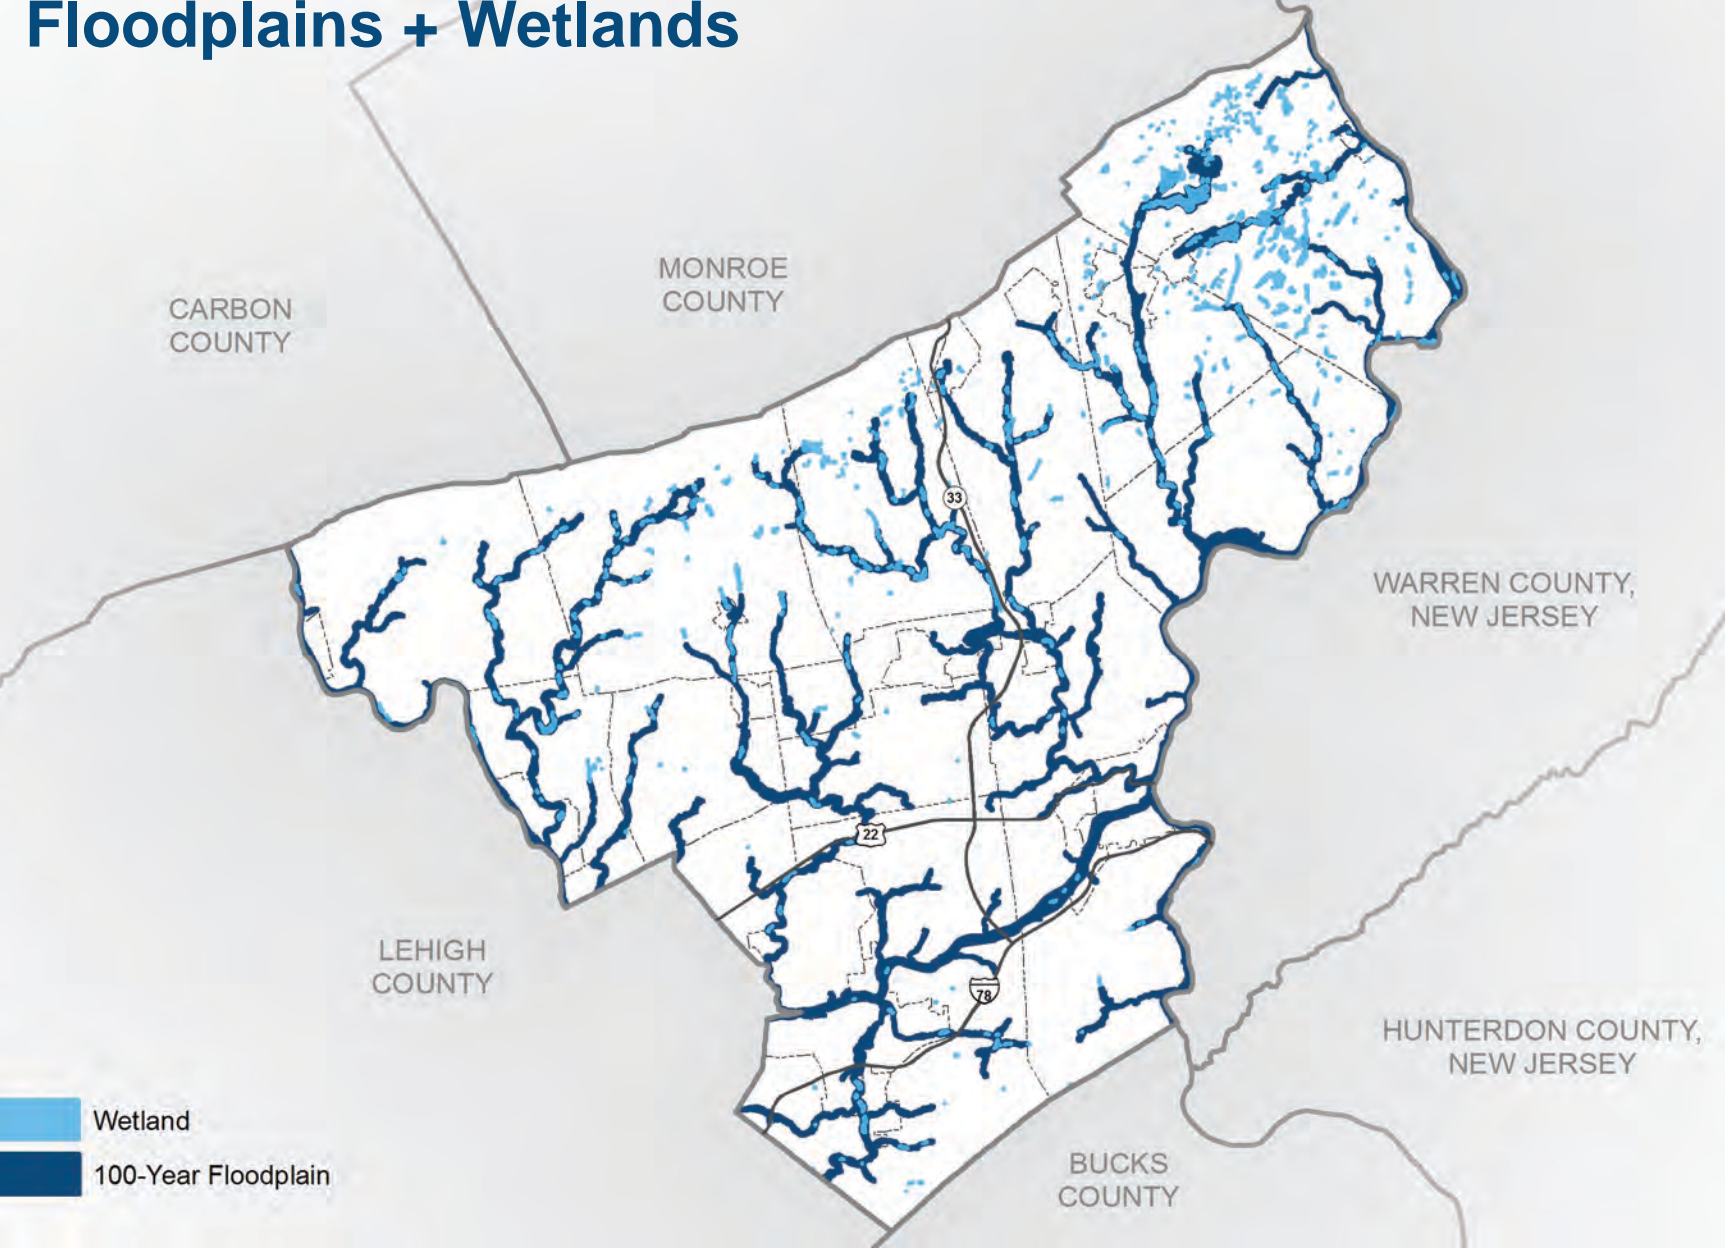 Floodplains + Wetlands
MONROE
COUNTY
CARBON
COUNTY
33
WARREN COUNTY,
NEW JERSEY
22
LEHIGH
COUNTY
78
HUNTERDON COUNTY,
NEW JERSEY
Wetland
100-Year Floodplain
BUCKS
COUNTY